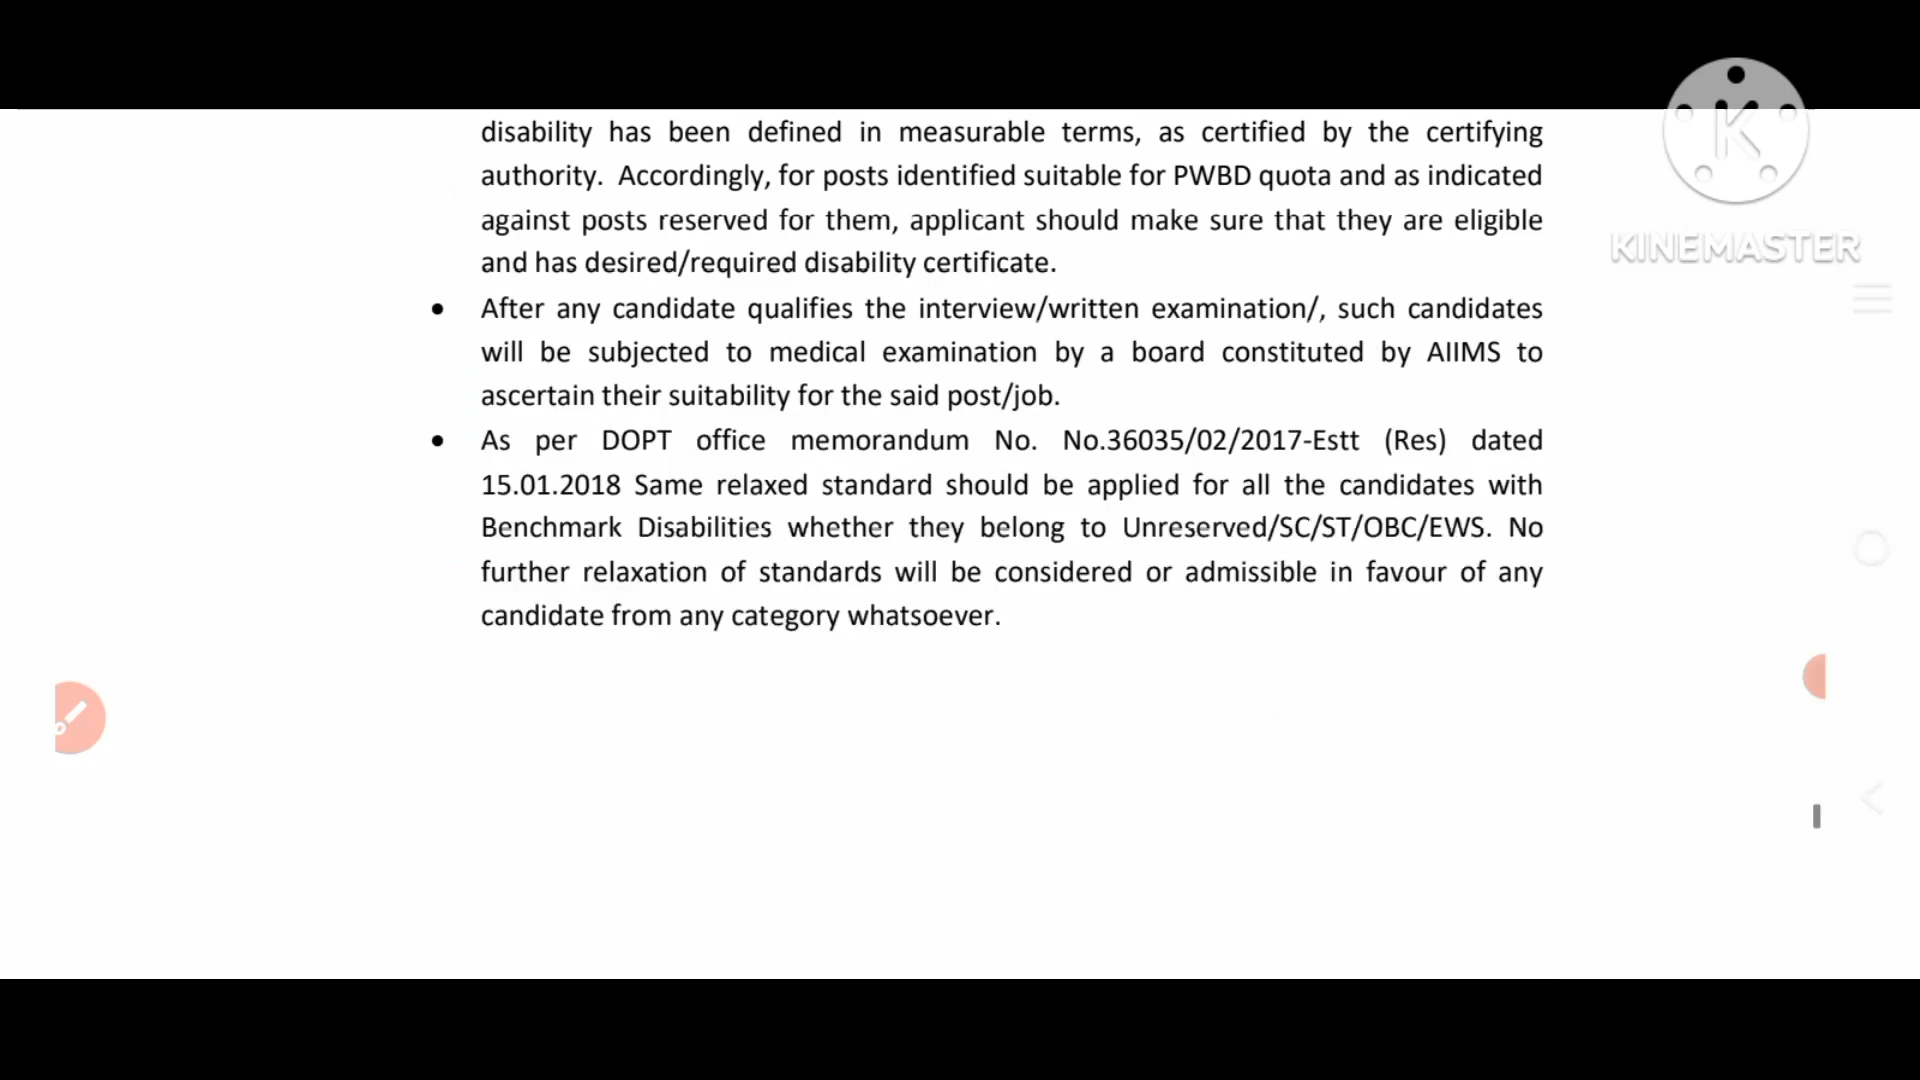 disability has been defined in measurable terms, as certified by the certifying
authority. Accordingly, for posts identified suitable for PWBD quota and as indicated
against posts reserved for them, applicant should make sure that they are eligible
and has desired/required disability certificate.
• After any candidate qualifies the interview/written examination/, such candidates
will be subjected to medical examination by a board constituted by AIIMS to
ascertain their suitability for the said post/job.
• As per DOPT office memorandum No. No.36035/02/2017-Estt (Res) dated
15.01.2018 Same relaxed standard should be applied for all the candidates with
Benchmark Disabilities whether they belong to Unreserved/SC/ST/OBC/EWS. No
further relaxation of standards will be considered or admissible in favour of any
candidate from any category whatsoever.
K
KINEMASTER